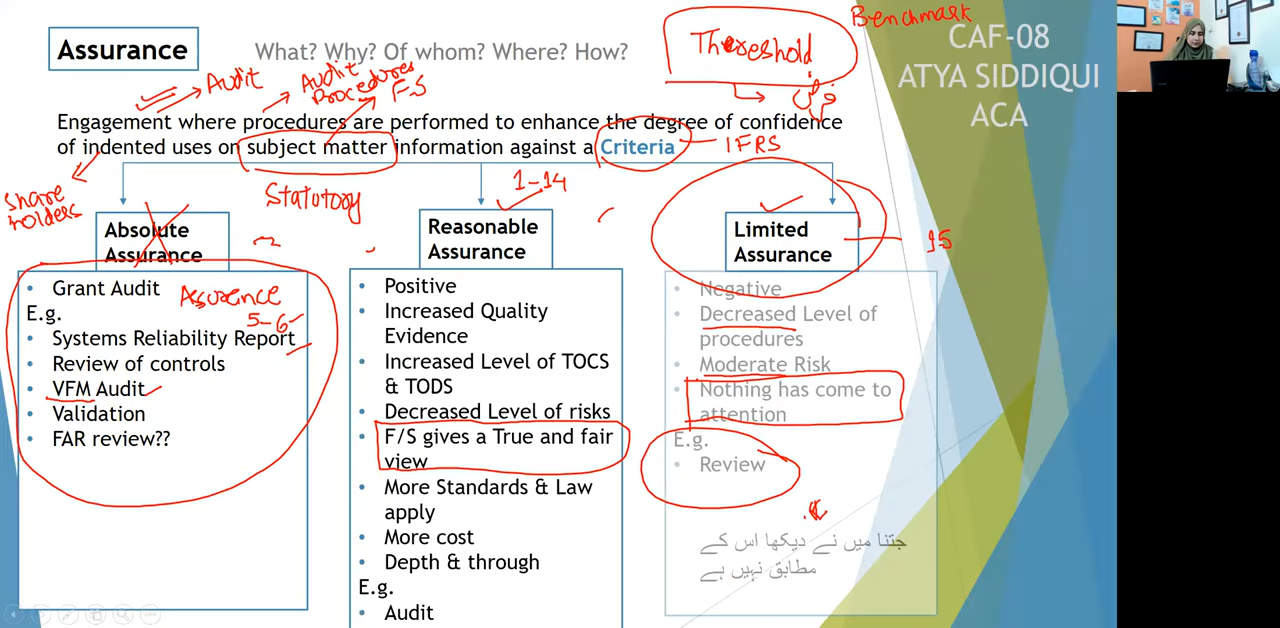 Assurance
What? Why? Of whom? Where? How?
Thereshold
Benchmark
CAF-08
ATYA SIDDIQUI
ACA
Audit
Audit
Procedures
F-S
Engagement where procedures are performed to enhance the degree of confidence
of indented uses on subject matter information against a Criteria
IFRS
Share
holders
Statutory
1-14
15
Absolute
Assurance
Grant Audit
Assurence
5-6
E.g.
Systems Reliability Report
Review of controls
VFM Audit
Validation
FAR review??
Reasonable
Assurance
Positive
Increased Quality
Evidence
Increased Level of TOCS
& TODS
Decreased Level of risks
F/S gives a True and fair
view
More Standards & Law
apply
More cost
Depth & through
E.g.
Audit
Limited
Assurance
Negative
Decreased Level of
procedures
Moderate Risk
Nothing has come to
attention
E.g.
Review
جتنا میں نے دیکھا اس کے
مطابق نہیں ہے